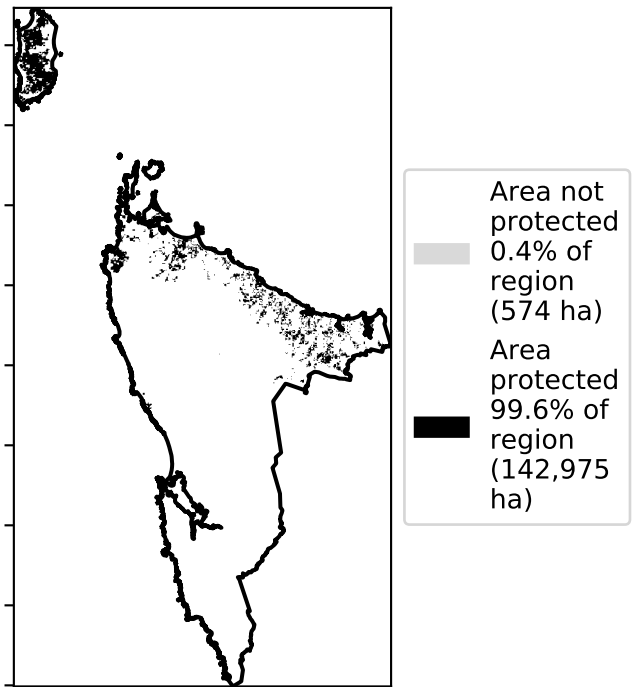 Area not
protected
0.4% of
region
(574 ha)
Area
protected
99.6% of
region
(142,975
ha)